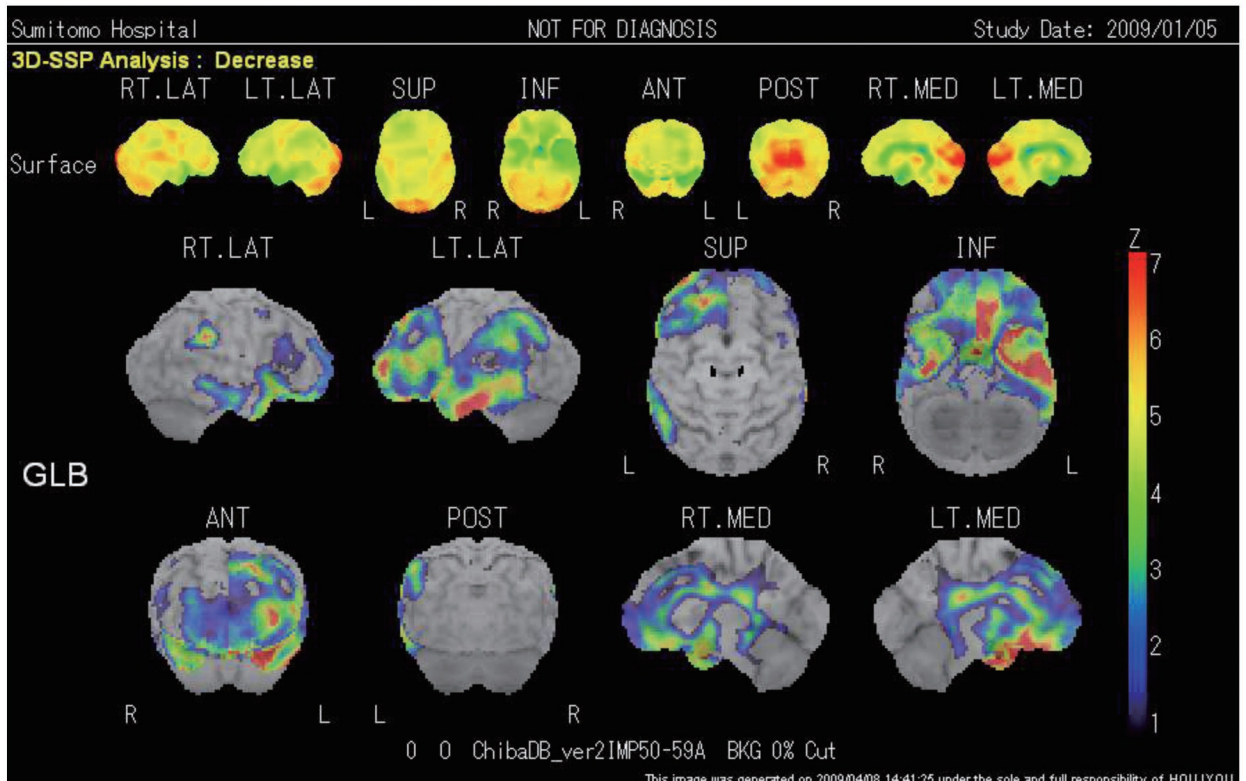 Sumitomo Hospital NOT FOR DIAGNOSIS Study Date: 2009/01/05
3D-SSP Analysis : Decrease
RT.LAT LT.LAT SUP INF ANT POST RT.MED LT.MED
Surface
L R R L R L L R
RT.LAT LT.LAT SUP INF
Z
7
6
5
4
3
2
1
L R R L
GLB
ANT POST RT.MED LT.MED
R L L R
0 0 ChibaDB_ver2IMP50-59A BKG 0% Cut
This image was generated on 2009/04/08 14:41:25 under the sole and full responsibility of HOUJYOU